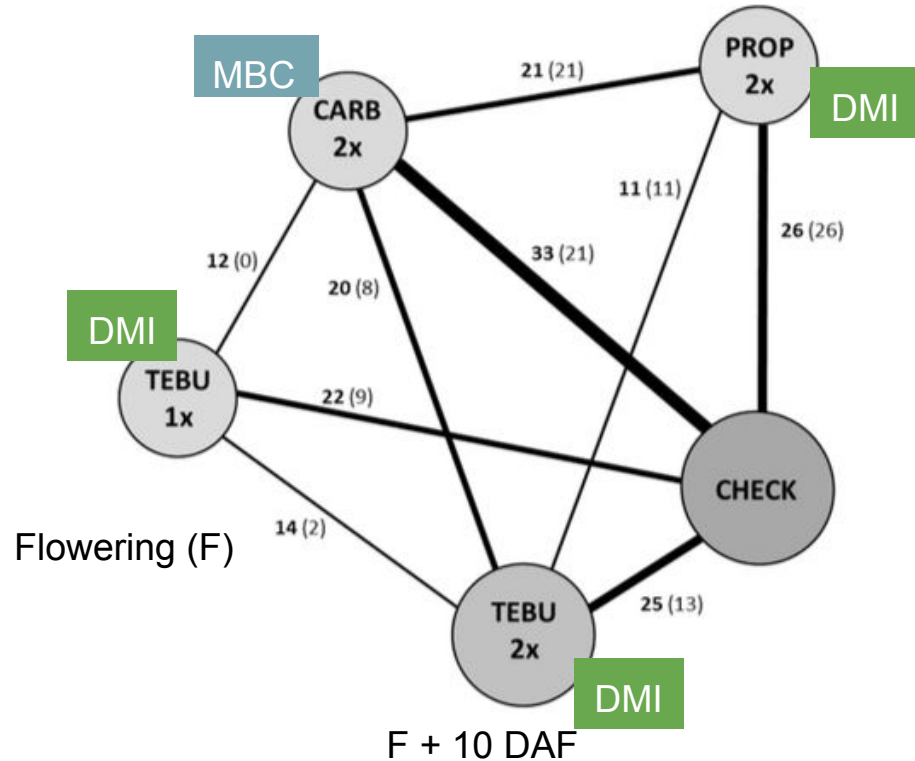 PROP
2x
DMI
MBC
CARB
2x
21 (21)
11 (11)
26 (26)
33 (21)
12 (0)
20 (8)
DMI
TEBU
1x
22 (9)
CHECK
14 (2)
Flowering (F)
25 (13)
TEBU
2x
DMI
F + 10 DAF